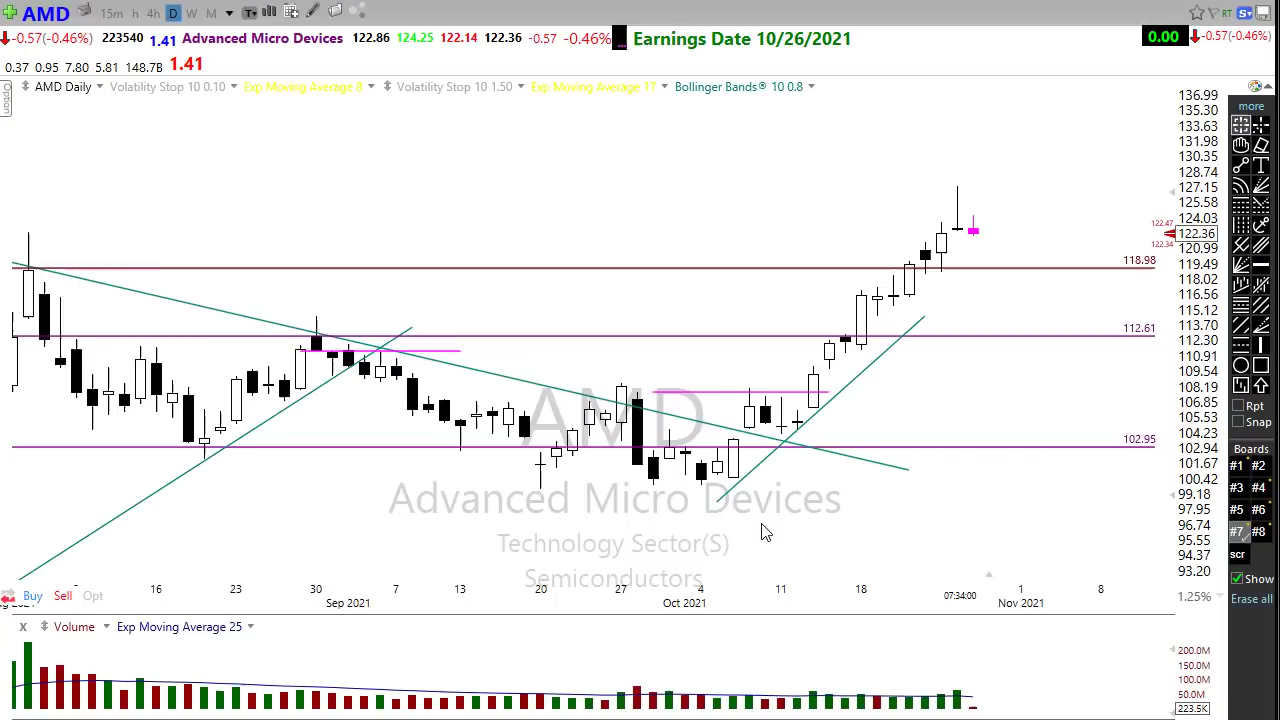 AMD 15m h 4h D W M T RT S
-0.57(-0.46%) 223540 1.41 Advanced Micro Devices 122.86 124.25 122.14 122.36 -0.57 -0.46% Earnings Date 10/26/2021 0.00 -0.57(-0.46%)
0.37 0.95 7.80 5.81 148.7B 1.41
Option
AMD Daily Volatility Stop 10 0.10 Exp Moving Average 8 Volatility Stop 10 1.50 Exp Moving Average 17 Bollinger Bands® 10 0.8
more
136.99
135.30
133.63
131.98
130.35
128.74
127.15
125.58
124.03
122.47
122.36
122.34
120.99
118.98
119.49
118.02
116.56
115.12
113.70
112.61
112.30
110.91
109.54
108.19
106.85
105.53
104.23
102.95
102.94
101.67
100.42
99.18
97.95
96.74
95.55
94.37
93.20
AMD
Advanced Micro Devices
Technology Sector(S)
Semiconductors
Rpt
Snap
Boards
#1 #2
#3 #4
#5 #6
#7 #8
scr
Show
Erase all
Buy Sell Opt
16 23 30 7 13 20 27 4 11 18 07:34:00 1 8
2021 Sep 2021 Oct 2021 Nov 2021
1.25%
X Volume Exp Moving Average 25
200.0M
150.0M
100.0M
50.0M
223.5K